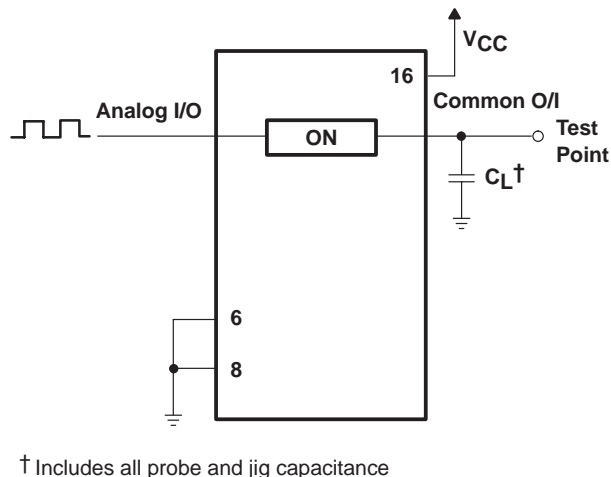 VCC
16
Analog I/O
Common O/I
ON
Test
Point
CL†
6
8
† Includes all probe and jig capacitance